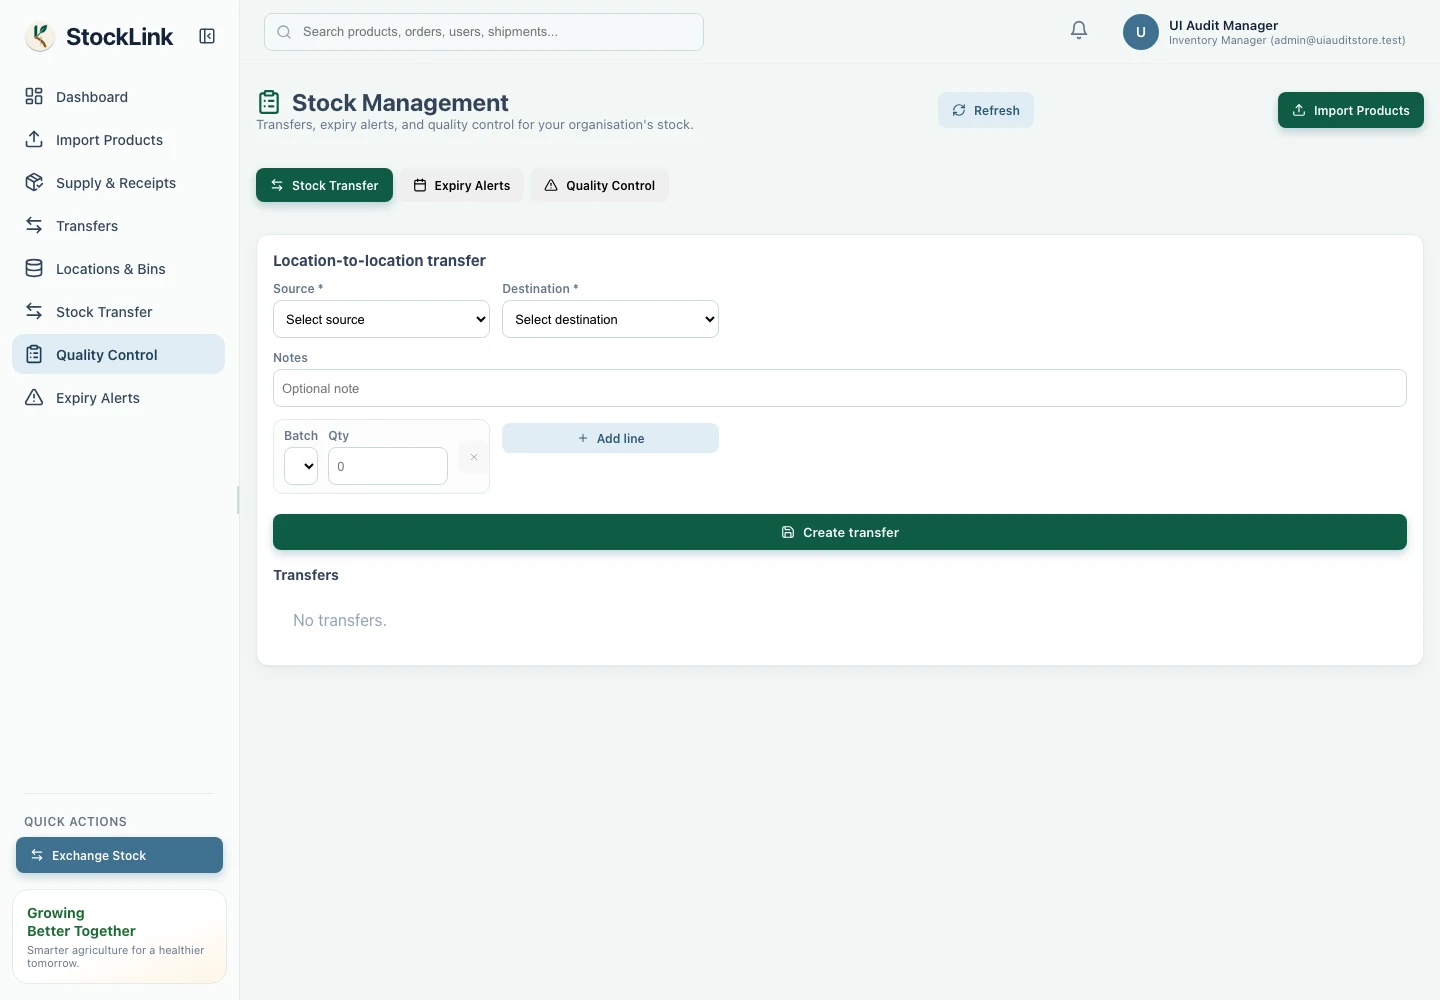 StockLink
Search products, orders, users, shipments...
U
UI Audit Manager
Inventory Manager (admin@uiauditstore.test)
Dashboard
Import Products
Supply & Receipts
Transfers
Locations & Bins
Stock Transfer
Quality Control
Expiry Alerts
QUICK ACTIONS
Exchange Stock
Growing
Better Together
Smarter agriculture for a healthier
tomorrow.
Stock Management
Transfers, expiry alerts, and quality control for your organisation's stock.
Refresh
Import Products
Stock Transfer
Expiry Alerts
Quality Control
Location-to-location transfer
Source *
Destination *
Select source
Select destination
Notes
Optional note
Batch
Qty
0
Add line
Create transfer
Transfers
No transfers.